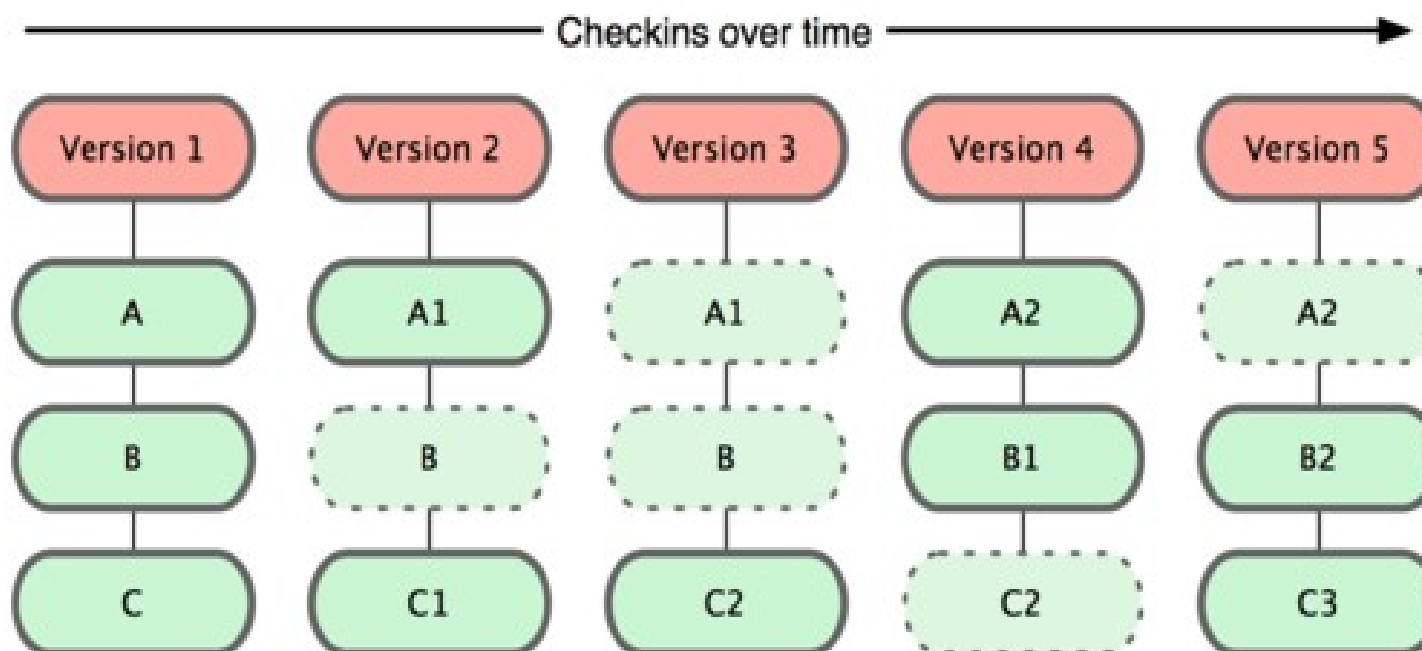 Checkins over time
Version 1 Version 2 Version 3 Version 4 Version 5
A A1 A1 A2 A2
B B B B1 B2
C C1 C2 C2 C3